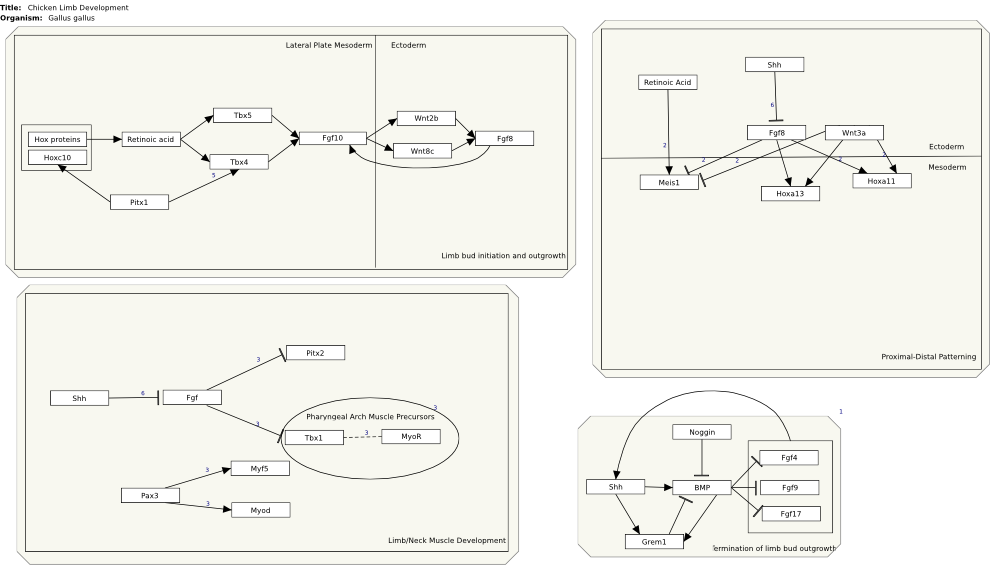 Title: Chicken Limb Development
Organism: Gallus gallus
Lateral Plate Mesoderm
Ectoderm
Hox proteins
Hoxc10
Retinoic acid
Tbx5
Tbx4
5
Pitx1
Fgf10
Wnt2b
Wnt8c
Fgf8
Limb bud initiation and outgrowth
Retinoic Acid
Shh
6
Fgf8
Wnt3a
2
2
2
2
2
Ectoderm
Mesoderm
Meis1
Hoxa13
Hoxa11
Proximal-Distal Patterning
Shh
6
Fgf
3
Pitx2
3
3
Pharyngeal Arch Muscle Precursors
Tbx1
3
MyoR
Pax3
3
Myf5
3
Myod
Limb/Neck Muscle Development
1
Noggin
Shh
BMP
Fgf4
Fgf9
Fgf17
Grem1
Termination of limb bud outgrowth